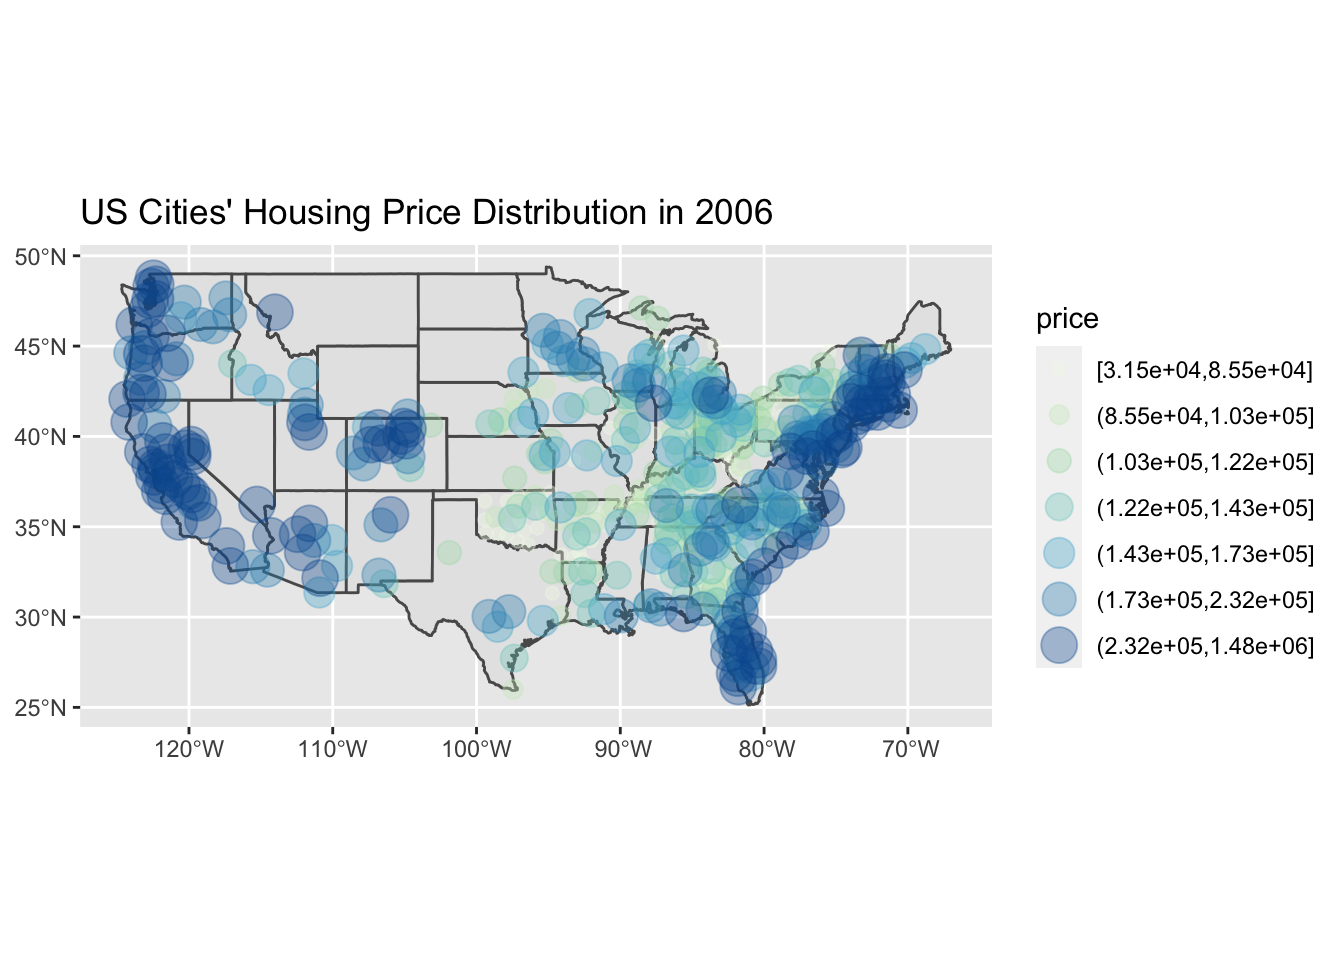 US Cities' Housing Price Distribution in 2006
50°N
45°N
40°N
35°N
30°N
25°N
120°W 110°W 100°W 90°W 80°W 70°W
price
[3.15e+04,8.55e+04]
(8.55e+04,1.03e+05]
(1.03e+05,1.22e+05]
(1.22e+05,1.43e+05]
(1.43e+05,1.73e+05]
(1.73e+05,2.32e+05]
(2.32e+05,1.48e+06]